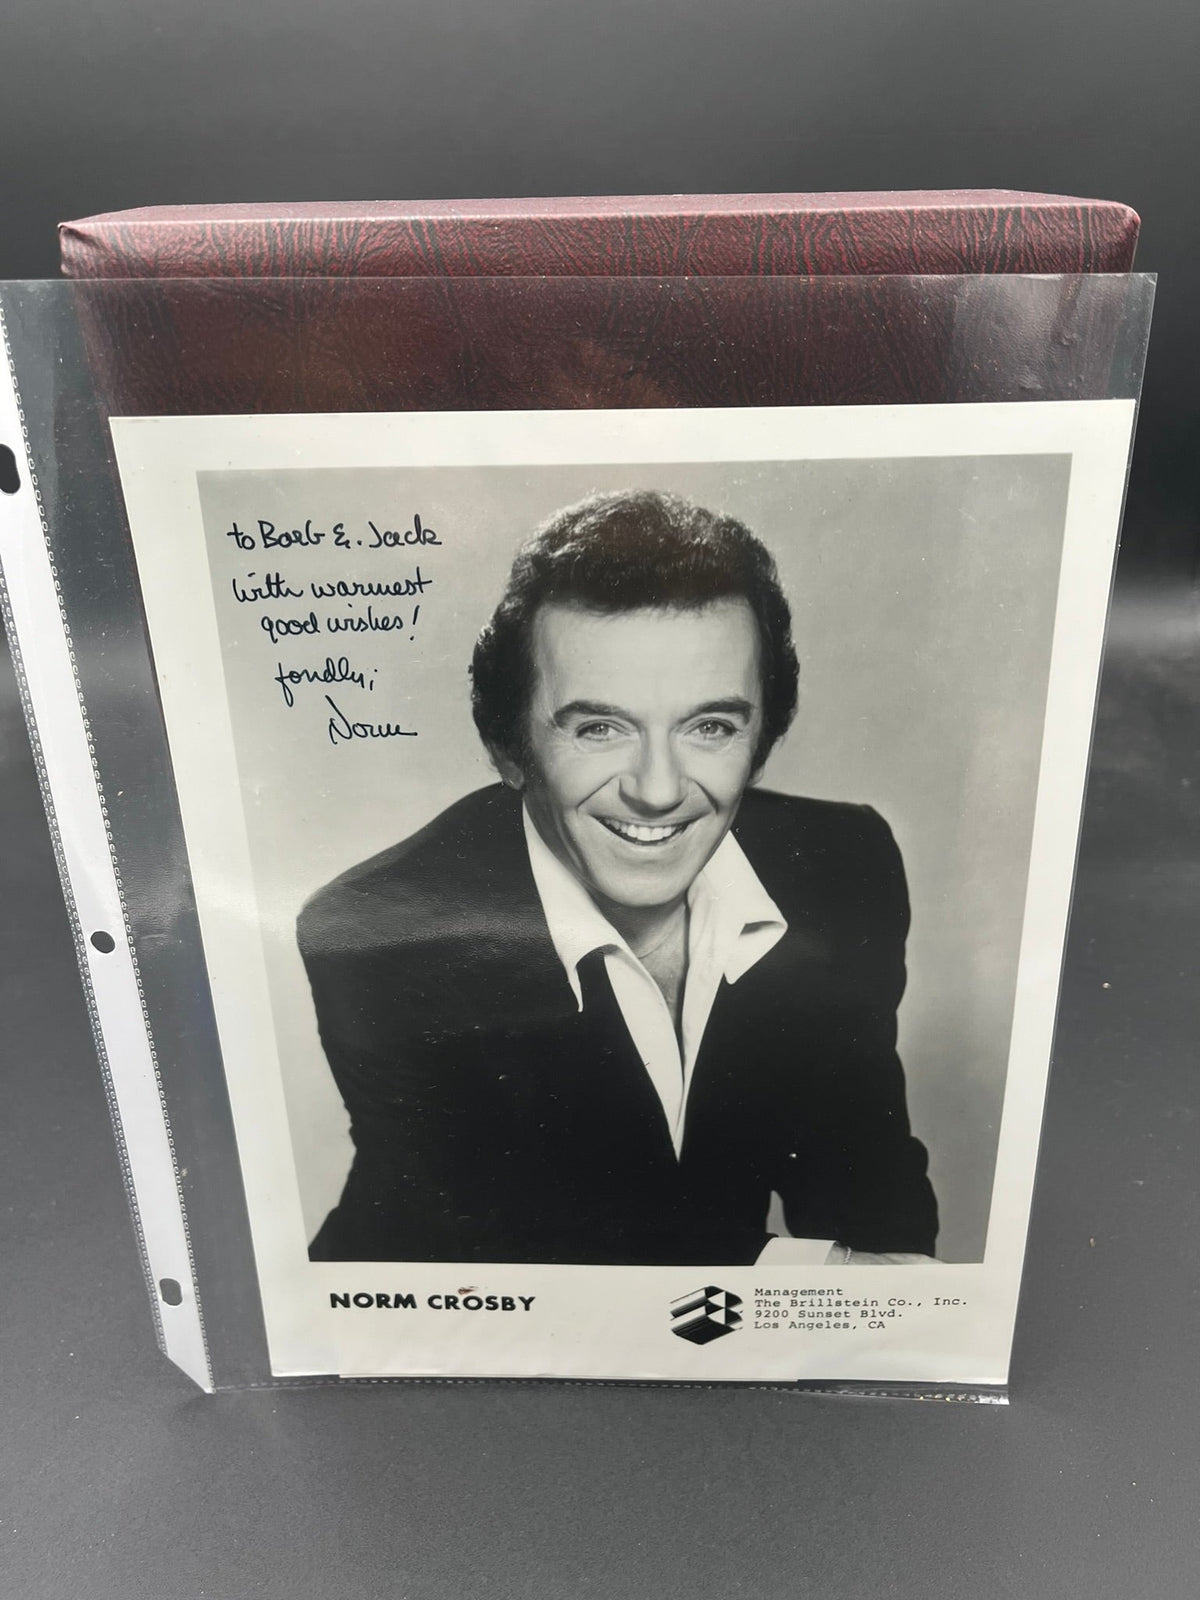 to Barb & Jack
With warmest
good wishes!
fondly,
Norm
NORM CROSBY
Management
The Brillstein Co., Inc.
9200 Sunset Blvd.
Los Angeles, CA